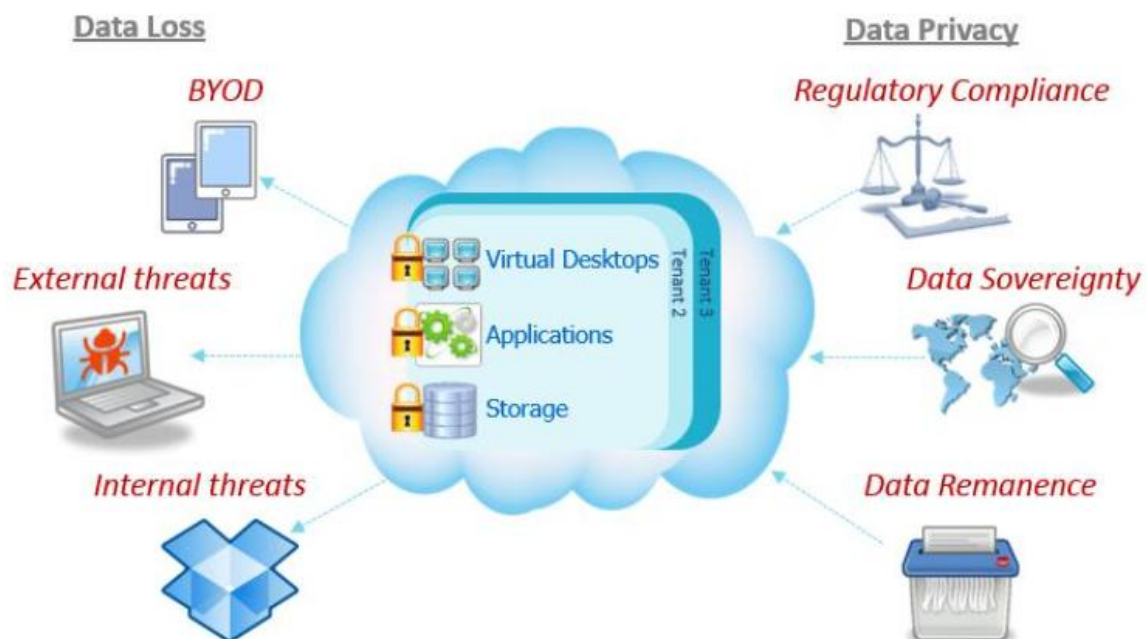 Data Loss
Data Privacy
BYOD
Regulatory Compliance
Virtual Desktops
Tenant 2
Tenant 3
External threats
Data Sovereignty
Applications
Storage
Internal threats
Data Remanence